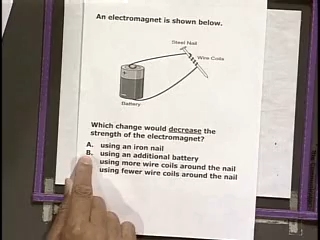 An electromagnet is shown below.
Steel Nail
Wire Coils
Battery
Which change would decrease the
strength of the electromagnet?
A. using an iron nail
B. using an additional battery
using more wire coils around the nail
using fewer wire coils around the nail